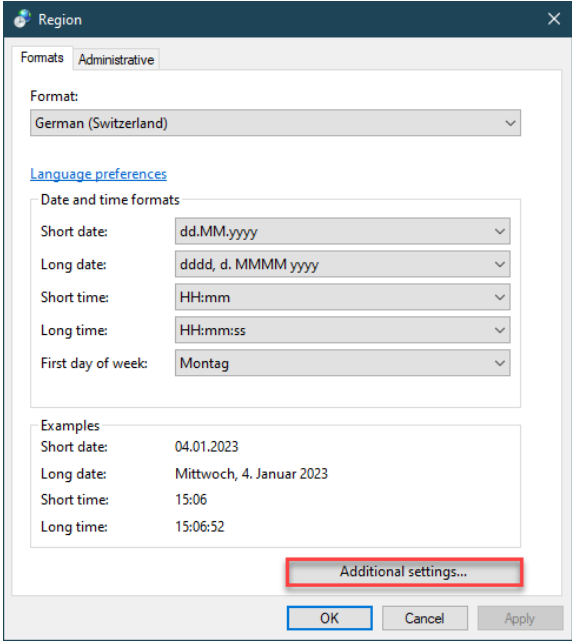 Region
Formats Administrative
Format:
German (Switzerland)
Language preferences
Date and time formats
Short date: dd.MM.yyyy
Long date: dddd, d. MMMM yyyy
Short time: HH:mm
Long time: HH:mm:ss
First day of week: Montag
Examples
Short date: 04.01.2023
Long date: Mittwoch, 4. Januar 2023
Short time: 15:06
Long time: 15:06:52
Additional settings...
OK Cancel Apply